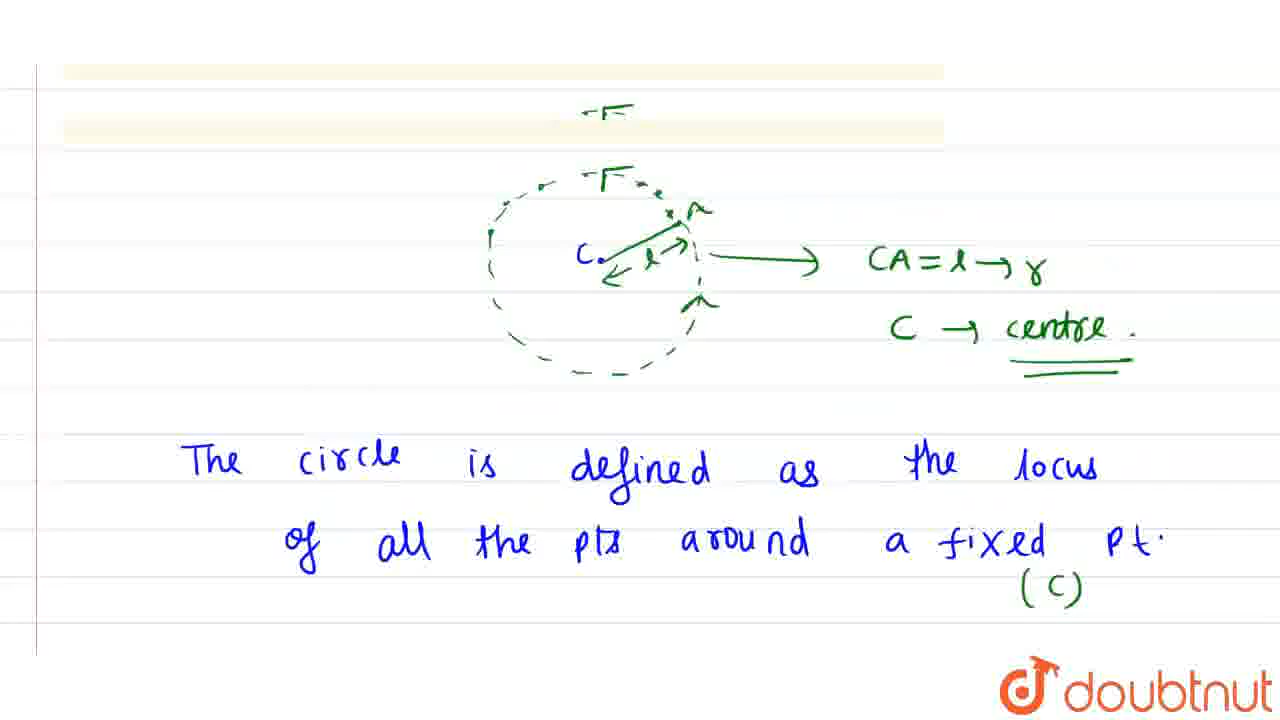 A
C
l
CA = l → r
C → centre.
The circle is defined as the locus
of all the pts around a fixed pt.
(C)
doubtnut